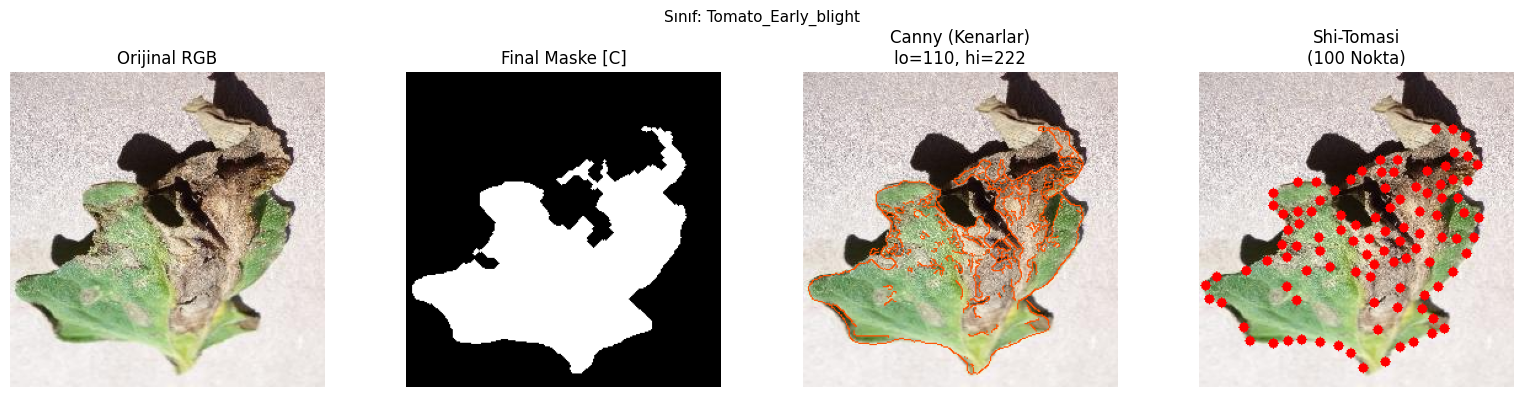 Sınıf: Tomato_Early_blight
Orijinal RGB
Final Maske [C]
Canny (Kenarlar)
lo=110, hi=222
Shi-Tomasi
(100 Nokta)